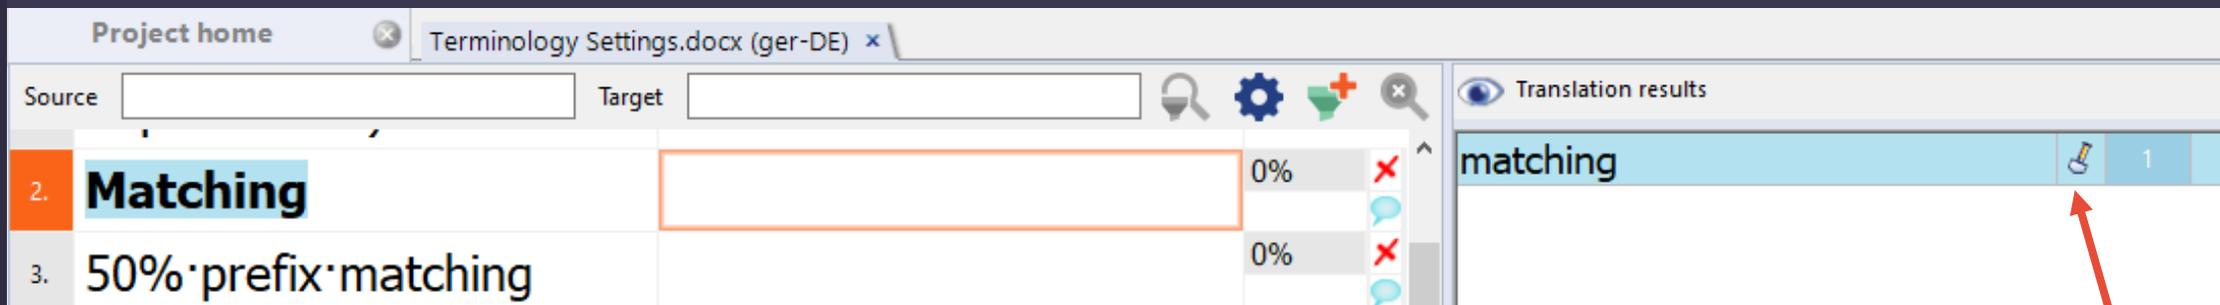 Project home
Terminology Settings.docx (ger-DE)
Source
Target
Translation results
2. Matching 0%
matching 1
3. 50%·prefix·matching 0%